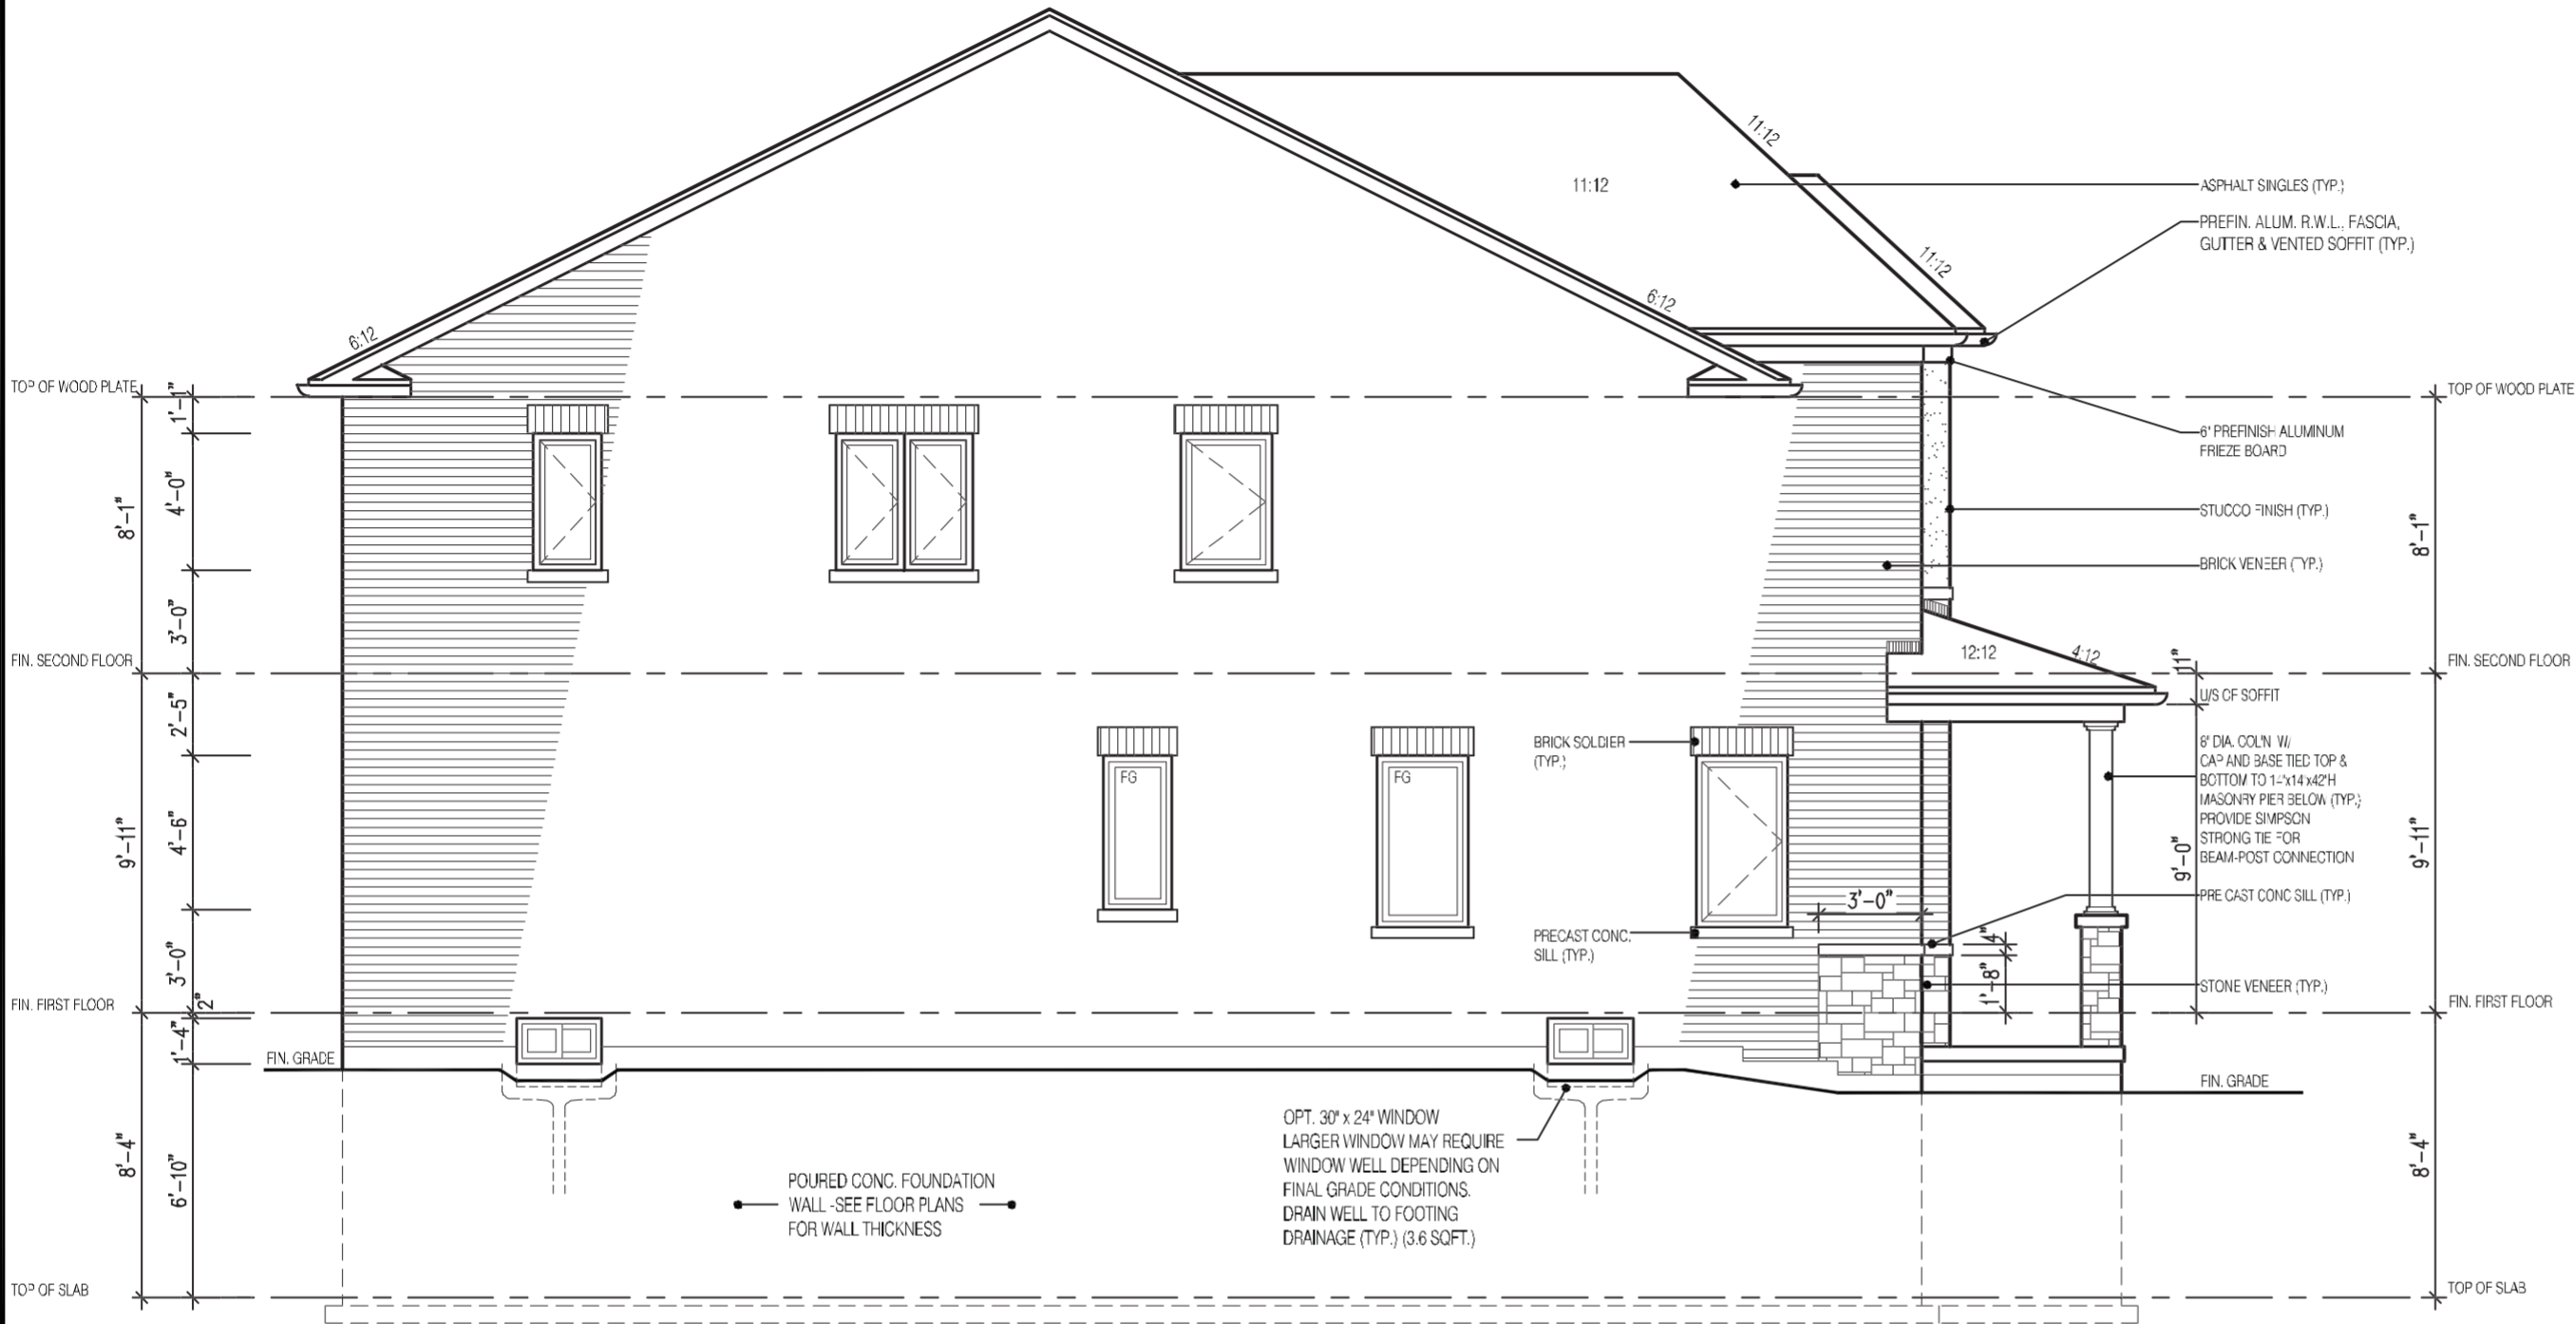 11:12
11:12
ASPHALT SINGLES (TYP.)
PREFIN. ALUM. R.W.L., FASCIA,
GUTTER & VENTED SOFFIT (TYP.)
11:12
6:12
6:12
TOP OF WOOD PLATE
TOP OF WOOD PLATE
1'-1"
6" PREFINISH ALUMINUM
FRIEZE BOARD
4'-0"
8'-1"
STUCCO FINISH (TYP.)
8'-1"
BRICK VENEER (TYP.)
3'-0"
FIN. SECOND FLOOR
12:12
4:12
11"
FIN. SECOND FLOOR
U/S OF SOFFIT
2'-5"
BRICK SOLDIER
(TYP.)
8" DIA. COL'N W/
CAP AND BASE TIED TOP &
BOTTOM TO 14"x14"x42"H
MASONRY PIER BELOW (TYP.)
PROVIDE SIMPSON
STRONG TIE FOR
BEAM-POST CONNECTION
FG
FG
4'-6"
9'-11"
9'-0"
9'-11"
3'-0"
PRE CAST CONC SILL (TYP.)
PRECAST CONC.
SILL (TYP.)
4"
3'-0"
1'-8"
STONE VENEER (TYP.)
FIN. FIRST FLOOR
2"
FIN. FIRST FLOOR
1'-4"
FIN. GRADE
FIN. GRADE
OPT. 30" x 24" WINDOW
LARGER WINDOW MAY REQUIRE
WINDOW WELL DEPENDING ON
FINAL GRADE CONDITIONS.
DRAIN WELL TO FOOTING
DRAINAGE (TYP.) (3.6 SQFT.)
8'-4"
6'-10"
POURED CONC. FOUNDATION
WALL -SEE FLOOR PLANS
FOR WALL THICKNESS
8'-4"
TOP OF SLAB
TOP OF SLAB